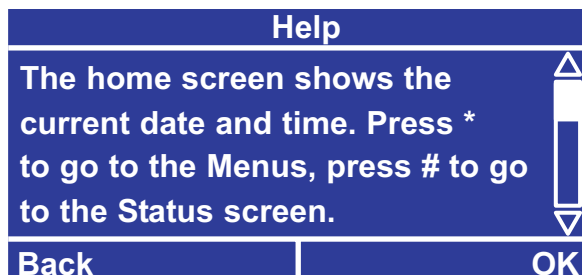 Help
The home screen shows the
current date and time. Press *
to go to the Menus, press # to go
to the Status screen.
Back OK